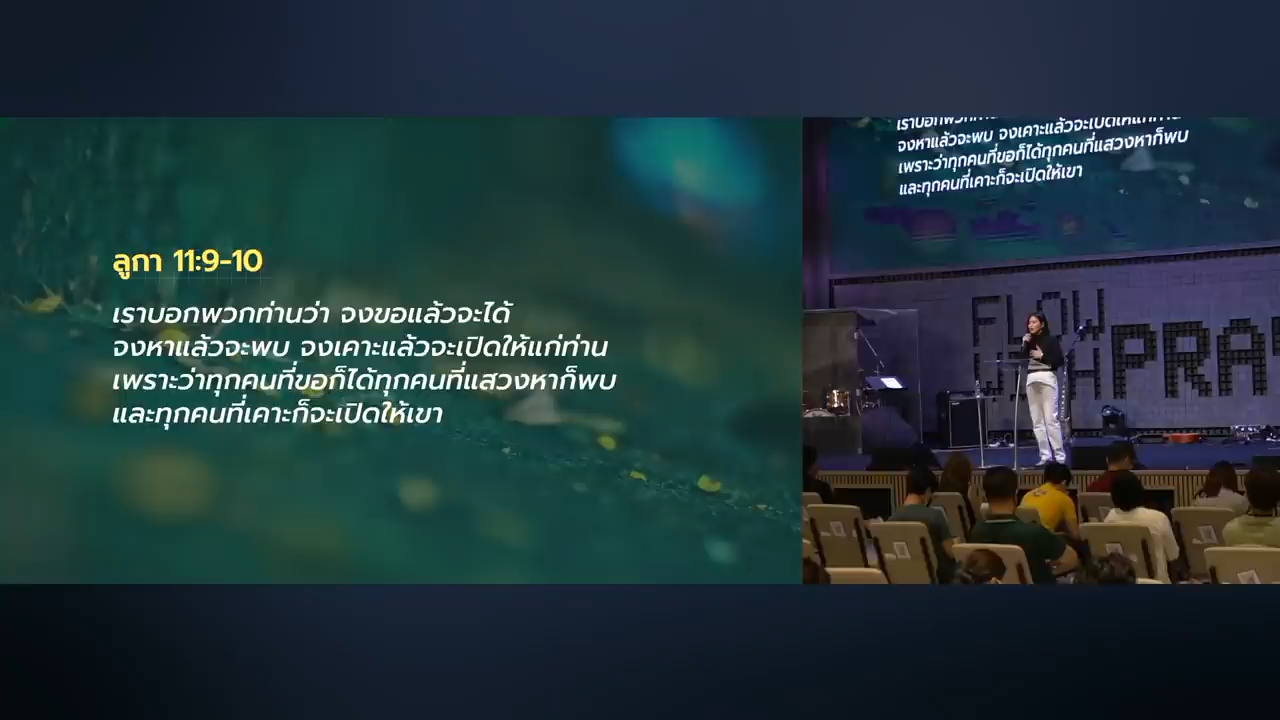 ลูกา 11:9-10
เราบอกพวกท่านว่า จงขอแล้วจะได้
จงหาแล้วจะพบ จงเคาะแล้วจะเปิดให้แก่ท่าน
เพราะว่าทุกคนที่ขอก็ได้ทุกคนที่แสวงหาก็พบ
และทุกคนที่เคาะก็จะเปิดให้เขา
จงหาแล้วจะพบ จงเคาะแล้วจะเปิดให้แก่ท่าน
เพราะว่าทุกคนที่ขอก็ได้ทุกคนที่แสวงหาก็พบ
และทุกคนที่เคาะก็จะเปิดให้เขา
FLOW